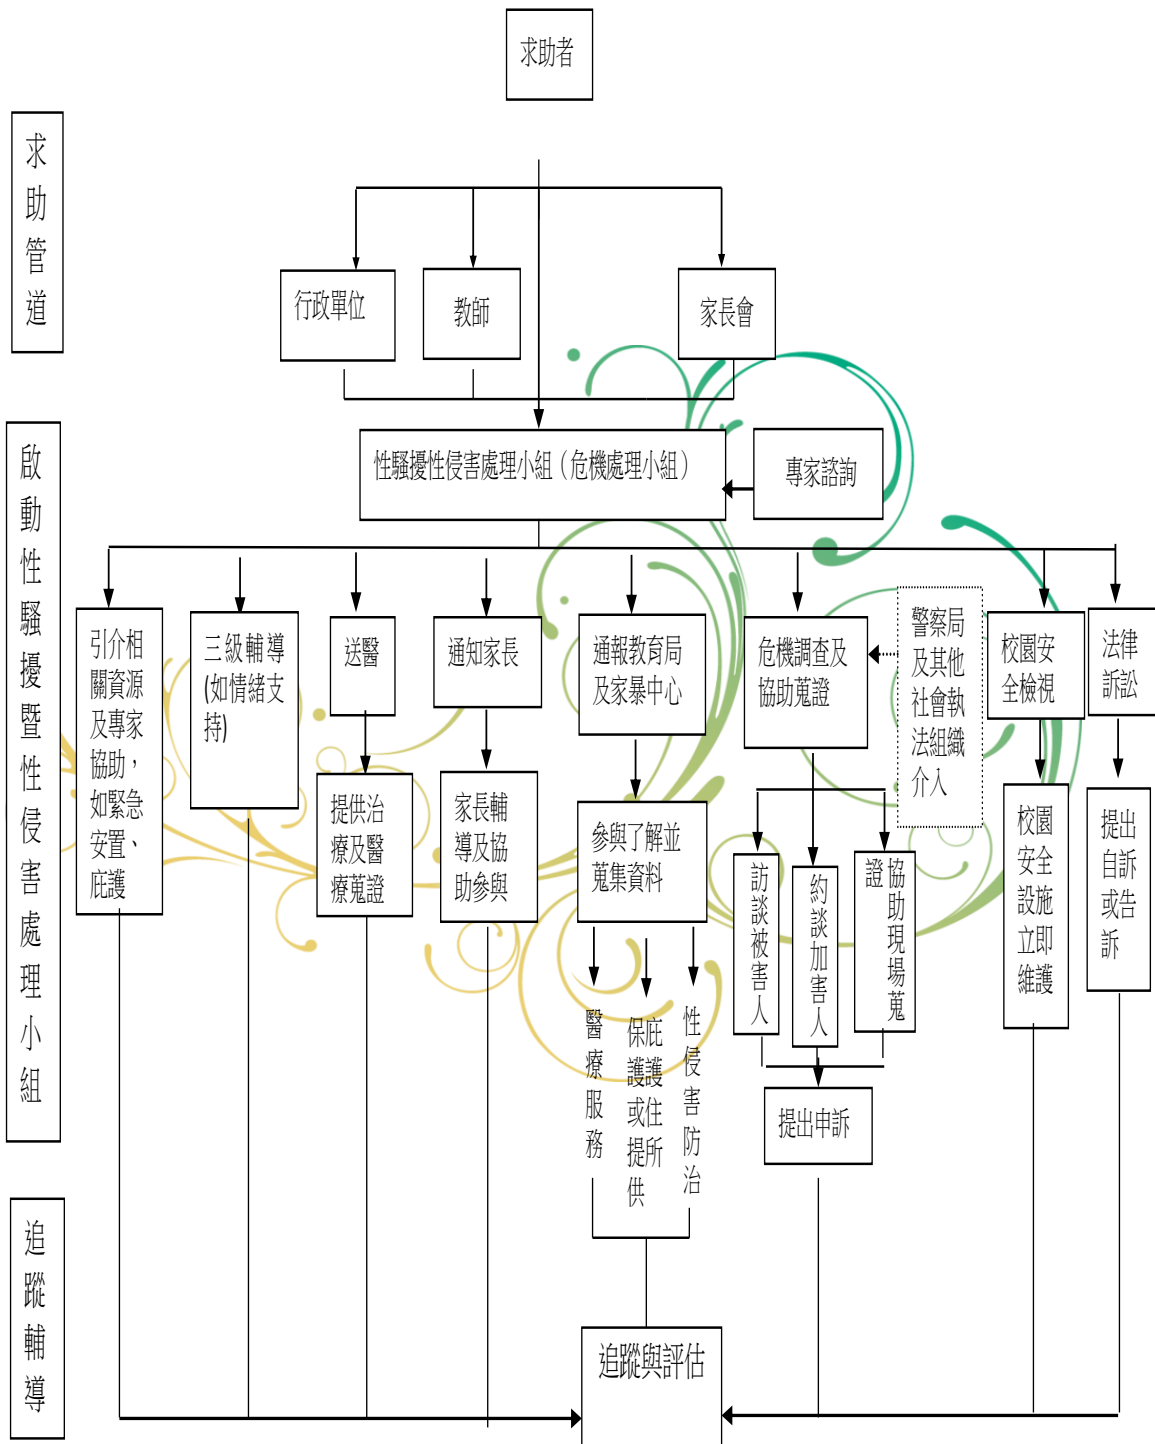 求助者
求助管道
行政單位
教師
家長會
啟動性騷擾暨性侵害處理小組
性騷擾性侵害處理小組（危機處理小組）
專家諮詢
引介相
關資源
及專家
協助，
如緊急
安置、
庇護
三級輔導
(如情緒支
持)
送醫
通知家長
通報教育局
及家暴中心
危機調查及
協助蒐證
警察局
及其他
社會執
法組織
介入
校園安
全檢視
法律
訴訟
提供治
療及醫
療蒐證
家長輔
導及協
助參與
參與了解並
蒐集資料
訪談被害人
約談加害人
協助現場蒐
證
校園
安全
設施
立即
維護
提出
自訴
或告
訴
醫療服務
庇護住所
保護或提供
性侵害防治
提出申訴
追蹤輔導
追蹤與評估